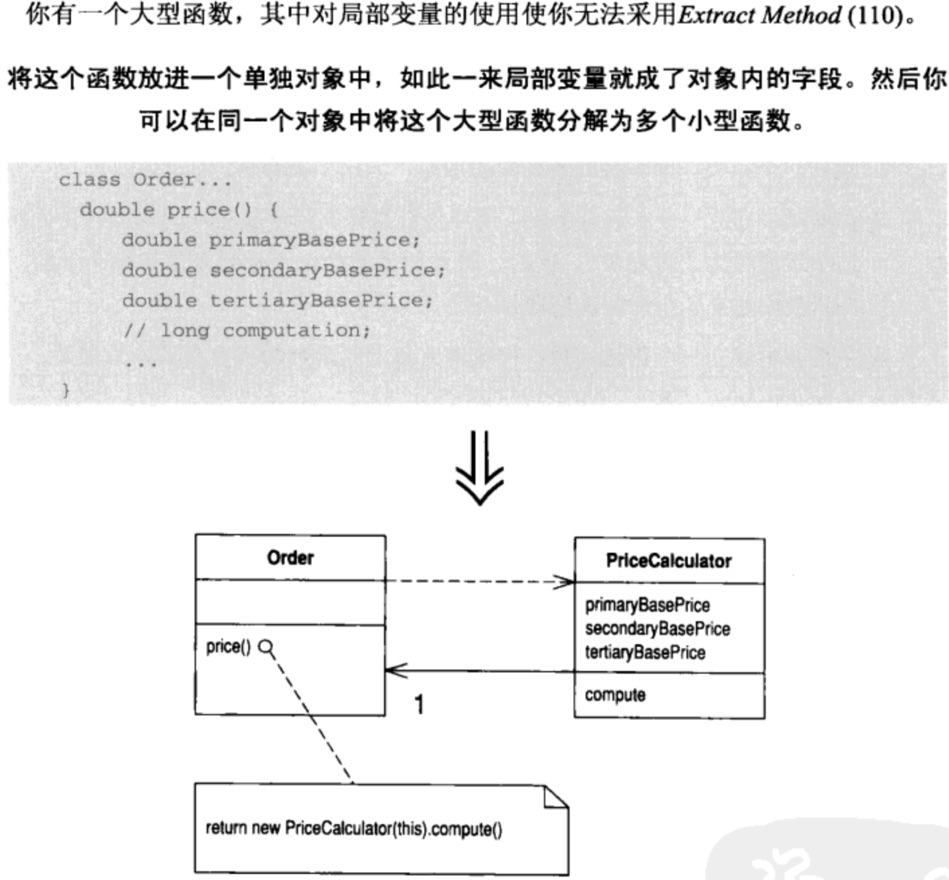 你有一个大型函数，其中对局部变量的使用使你无法采用Extract Method (110)。
将这个函数放进一个单独对象中，如此一来局部变量就成了对象内的字段。然后你
可以在同一个对象中将这个大型函数分解为多个小型函数。
class Order...
double price() {
double primaryBasePrice;
double secondaryBasePrice;
double tertiaryBasePrice;
// long computation;
...
}
Order
price()
PriceCalculator
primaryBasePrice
secondaryBasePrice
tertiaryBasePrice
compute
1
return new PriceCalculator(this).compute()